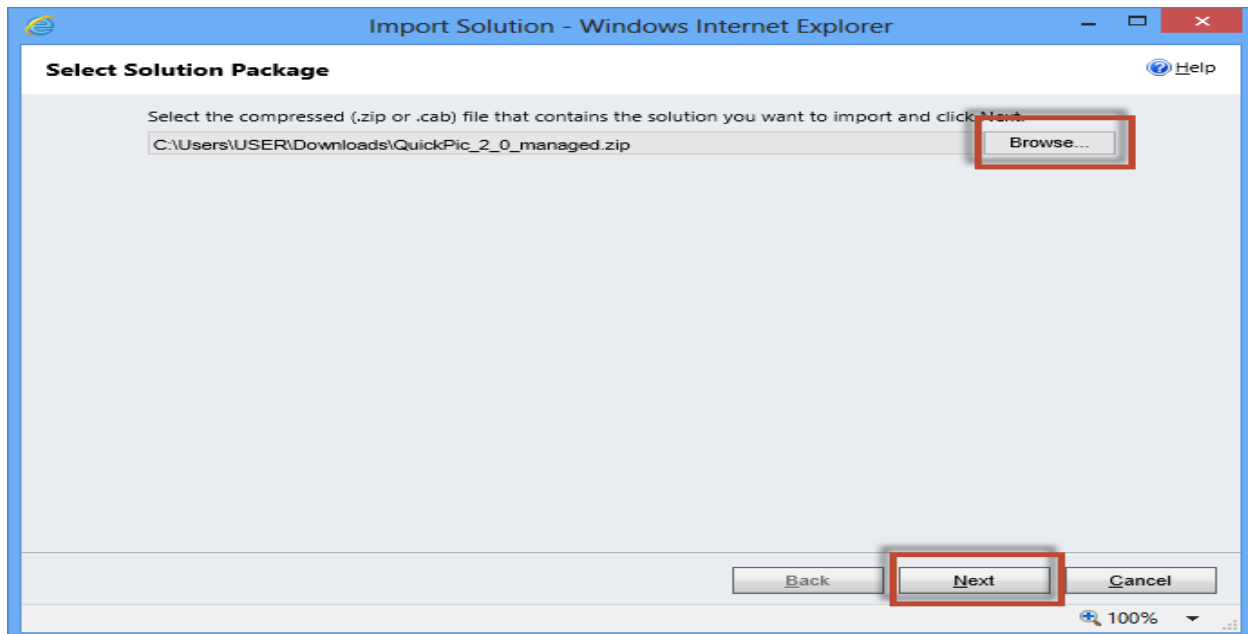 Import Solution - Windows Internet Explorer
Select Solution Package
Help
Select the compressed (.zip or .cab) file that contains the solution you want to import and click Next.
C:\Users\USER\Downloads\QuickPic_2_0_managed.zip
Browse...
Back
Next
Cancel
100%